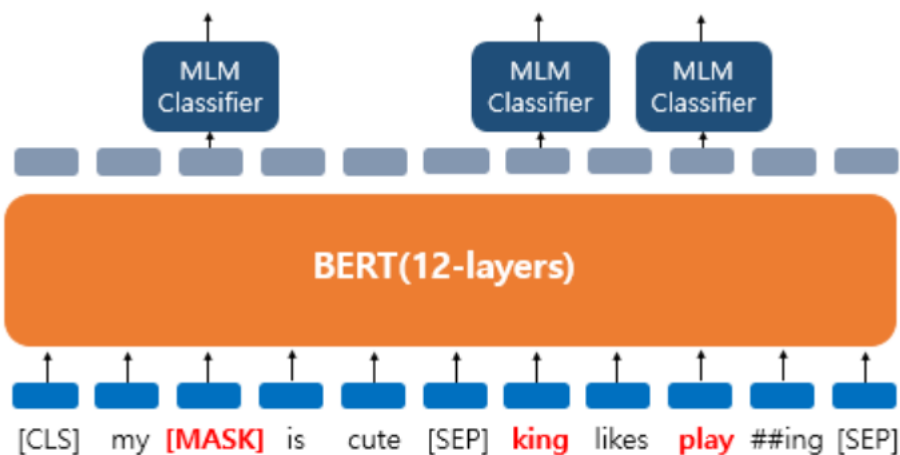 MLM
Classifier
MLM
Classifier
MLM
Classifier
BERT(12-layers)
[CLS] my [MASK] is cute [SEP] king likes play ##ing [SEP]